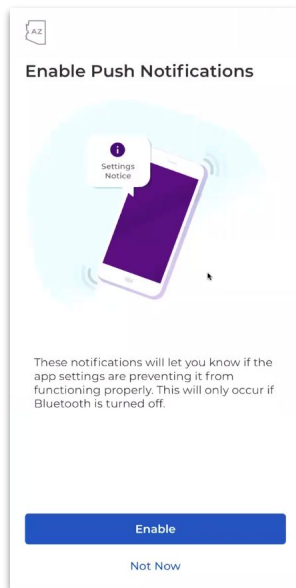 AZ
Enable Push Notifications
Settings
Notice
These notifications will let you know if the
app settings are preventing it from
functioning properly. This will only occur if
Bluetooth is turned off.
Enable
Not Now